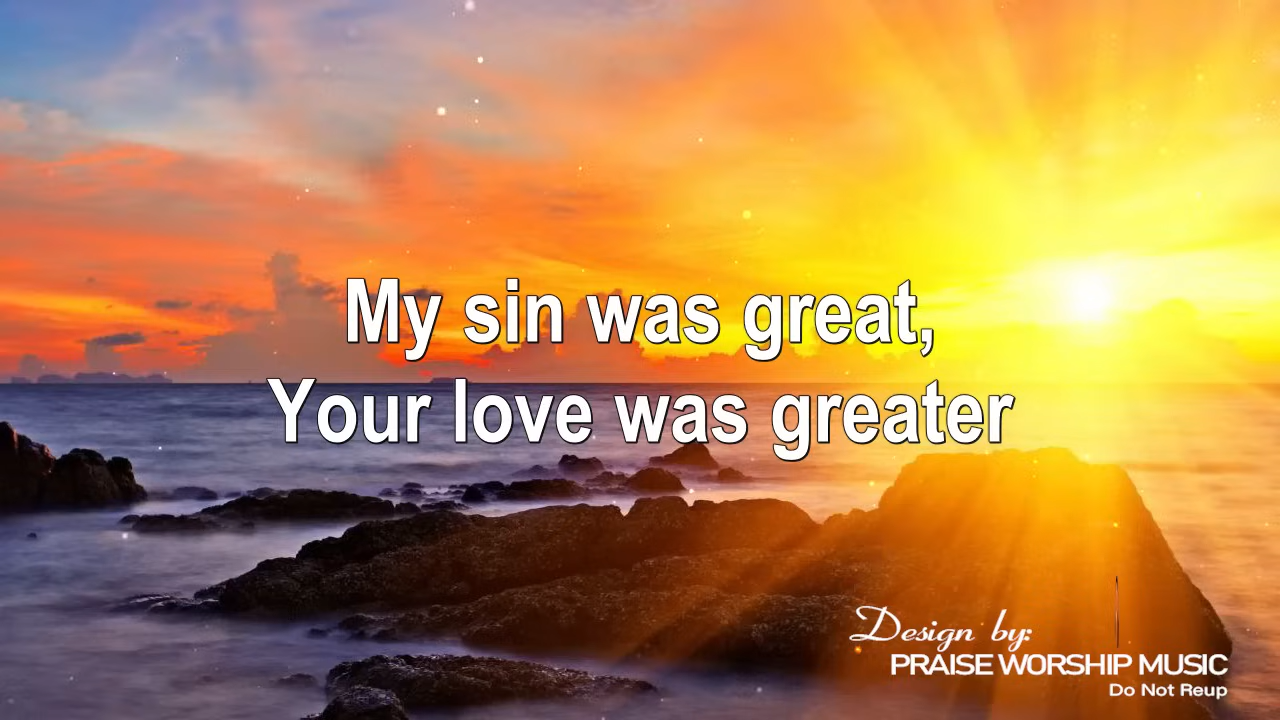 My sin was great,
Your love was greater
Design by:
PRAISE WORSHIP MUSIC
Do Not Reup